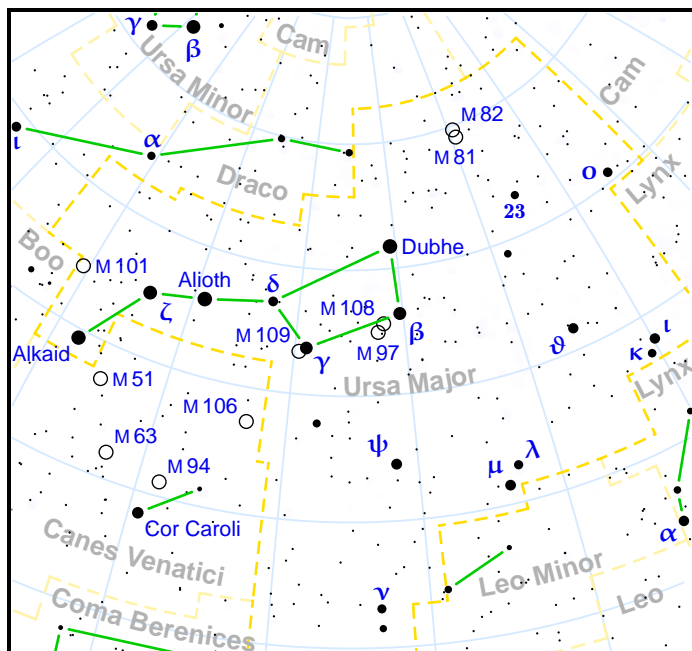 γ
β
Cam
Ursa Minor
Cam
M 82
M 81
ι
α
Draco
ο
Lynx
23
Boo
M 101
Alioth
δ
Dubhe
ζ
M 108
β
M 109
γ
M 97
ϑ
ι
κ
Alkaid
Ursa Major
Lynx
M 51
M 106
M 63
M 94
ψ
λ
μ
Cor Caroli
α
Canes Venatici
Leo Minor
Leo
ν
Coma Berenices